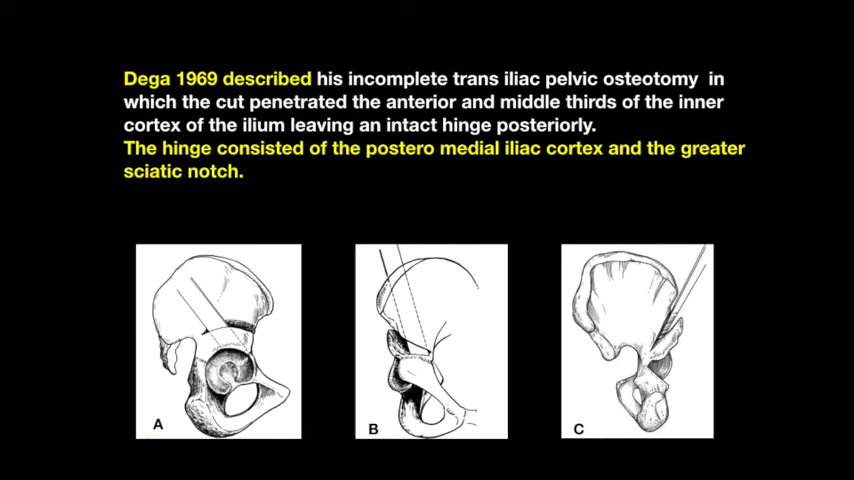 Dega 1969 described his incomplete trans iliac pelvic osteotomy in
which the cut penetrated the anterior and middle thirds of the inner
cortex of the ilium leaving an intact hinge posteriorly.
The hinge consisted of the postero medial iliac cortex and the greater
sciatic notch.
A
B
C